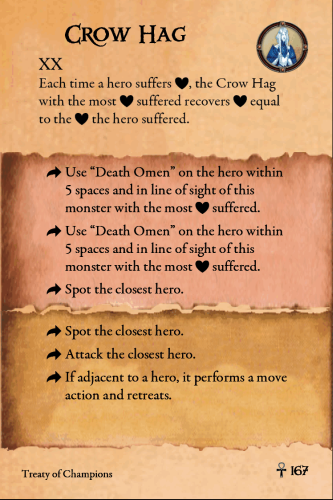 Crow Hag
XX
Each time a hero suffers ♥, the Crow Hag
with the most ♥ suffered recovers ♥ equal
to the ♥ the hero suffered.
Use “Death Omen” on the hero within
5 spaces and in line of sight of this
monster with the most ♥ suffered.
Use “Death Omen” on the hero within
5 spaces and in line of sight of this
monster with the most ♥ suffered.
Spot the closest hero.
Spot the closest hero.
Attack the closest hero.
If adjacent to a hero, it performs a move
action and retreats.
Treaty of Champions
☥ 167